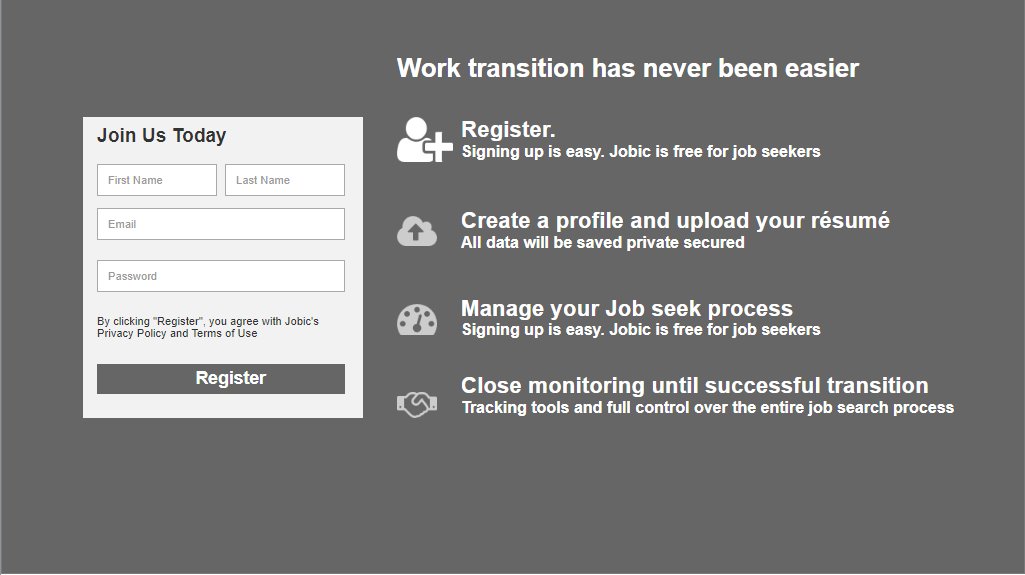 Work transition has never been easier
Join Us Today
First Name
Last Name
Email
Password
By clicking "Register", you agree with Jobic's
Privacy Policy and Terms of Use
Register
Register.
Signing up is easy. Jobic is free for job seekers
Create a profile and upload your résumé
All data will be saved private secured
Manage your Job seek process
Signing up is easy. Jobic is free for job seekers
Close monitoring until successful transition
Tracking tools and full control over the entire job search process